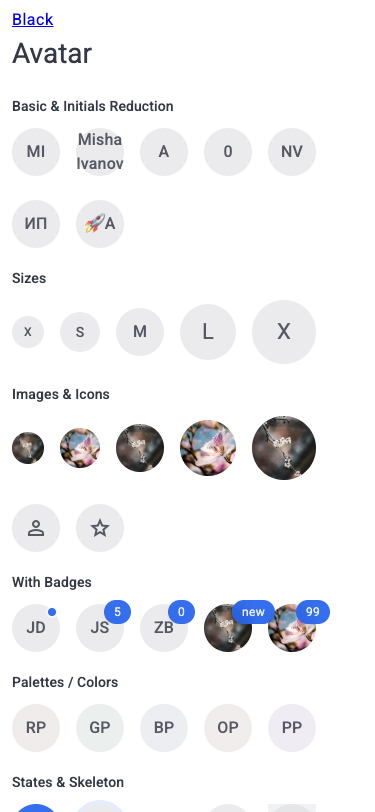 Black
Avatar
Basic & Initials Reduction
MI Misha Ivanov A 0 NV
ИП 🚀A
Sizes
X S M L X
Images & Icons
With Badges
JD JS 5 ZB 0 new 99
Palettes / Colors
RP GP BP OP PP
States & Skeleton